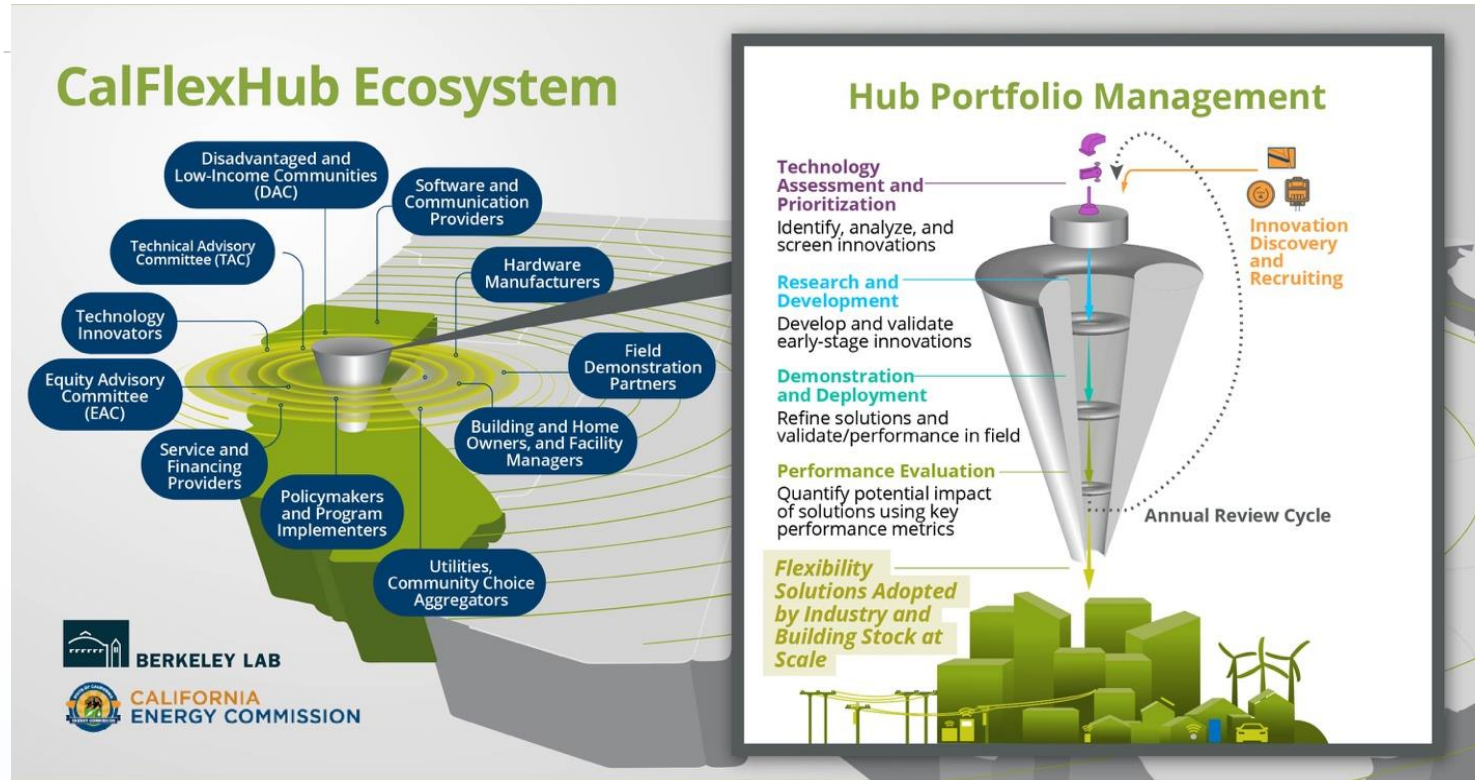 CalFlexHub Ecosystem
Disadvantaged and
Low-Income Communities
(DAC)
Software and
Communication
Providers
Technical Advisory
Committee (TAC)
Hardware
Manufacturers
Technology
Innovators
Field
Demonstration
Partners
Equity Advisory
Committee
(EAC)
Building and Home
Owners, and Facility
Managers
Service and
Financing
Providers
Policymakers
and Program
Implementers
Utilities,
Community Choice
Aggregators
BERKELEY LAB
CALIFORNIA
ENERGY COMMISSION
Hub Portfolio Management
Technology
Assessment and
Prioritization
Identify, analyze, and
screen innovations
Innovation
Discovery
and
Recruiting
Research and
Development
Develop and validate
early-stage innovations
Demonstration
and Deployment
Refine solutions and
validate/performance in field
Performance Evaluation
Quantify potential impact
of solutions using key
performance metrics
Annual Review Cycle
Flexibility
Solutions Adopted
by Industry and
Building Stock at
Scale